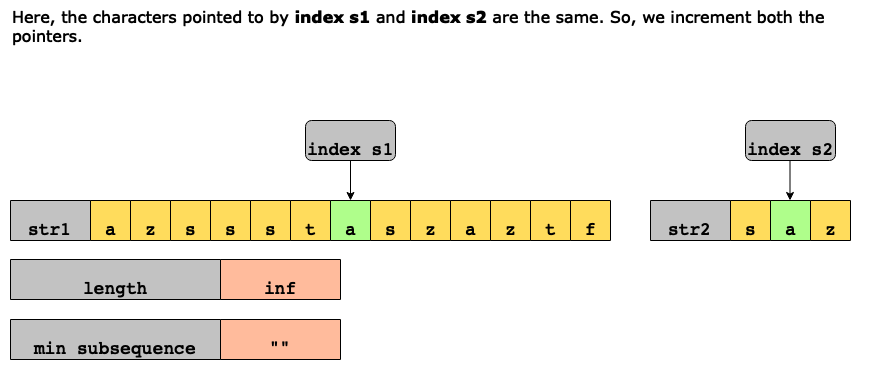 Here, the characters pointed to by index s1 and index s2 are the same. So, we increment both the
pointers.
index s1 index s2
str1 a z s s s t a s z a z t f str2 s a z
length inf
min subsequence ""